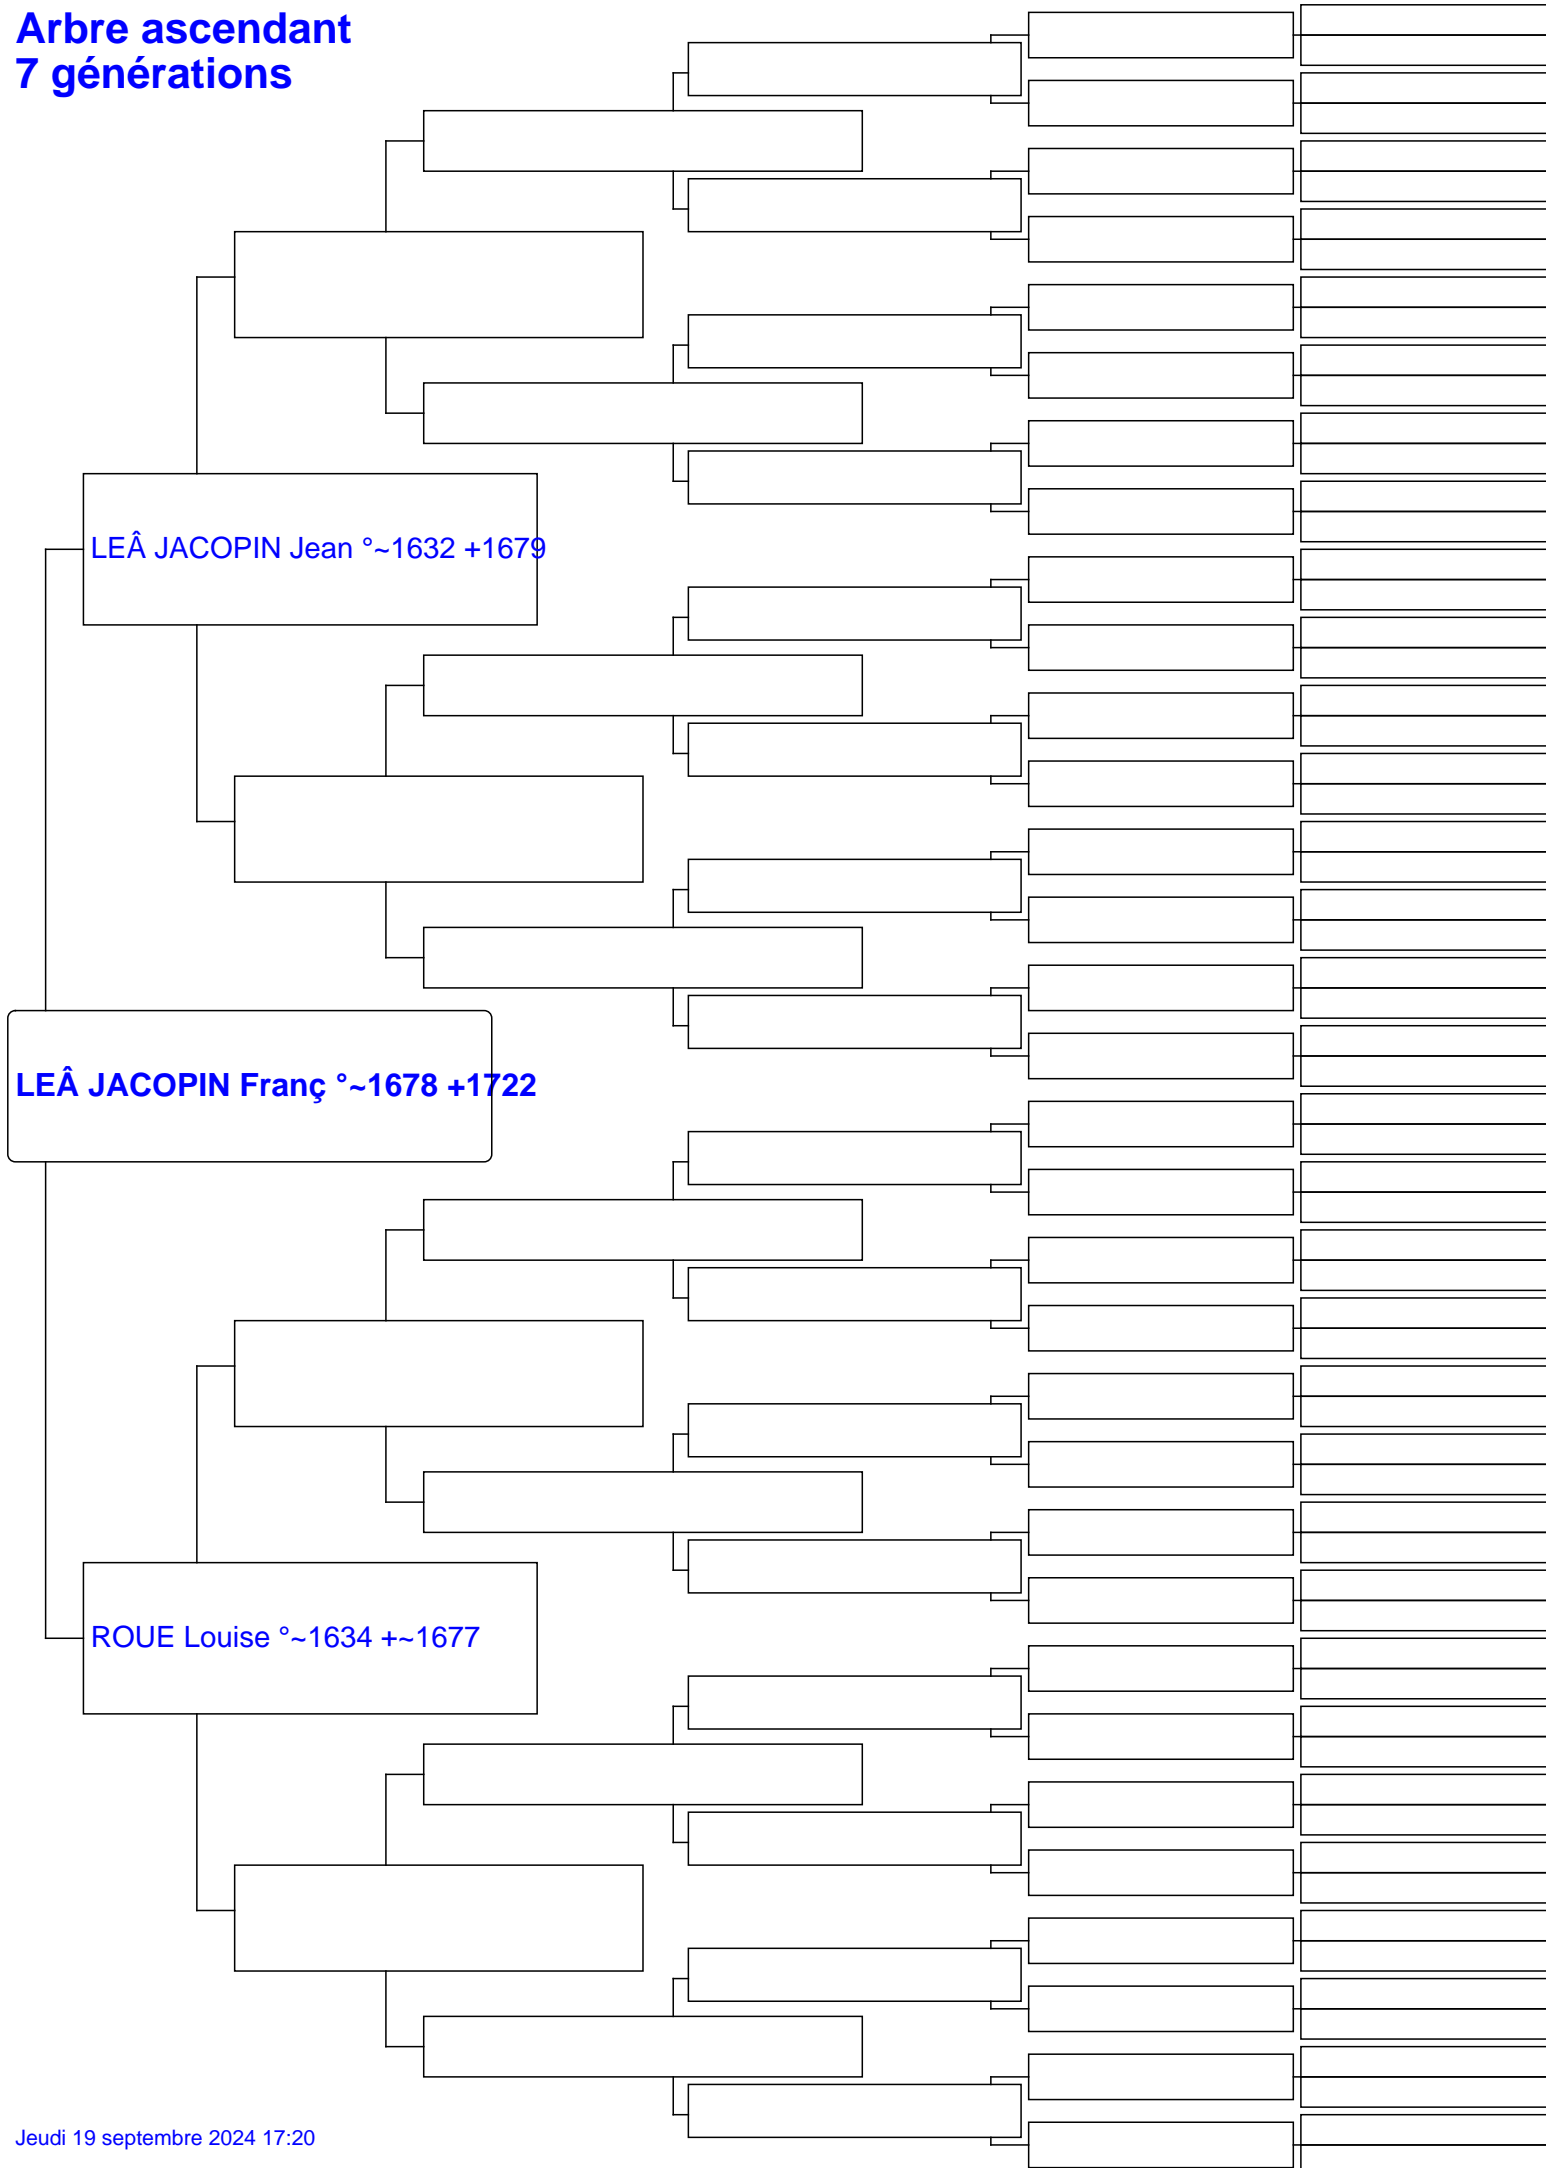 Arbre ascendant
7 générations
LEÂ JACOPIN Jean °~1632 +1679
LEÂ JACOPIN Franç °~1678 +1722
ROUE Louise °~1634 +~1677
Jeudi 19 septembre 2024 17:20